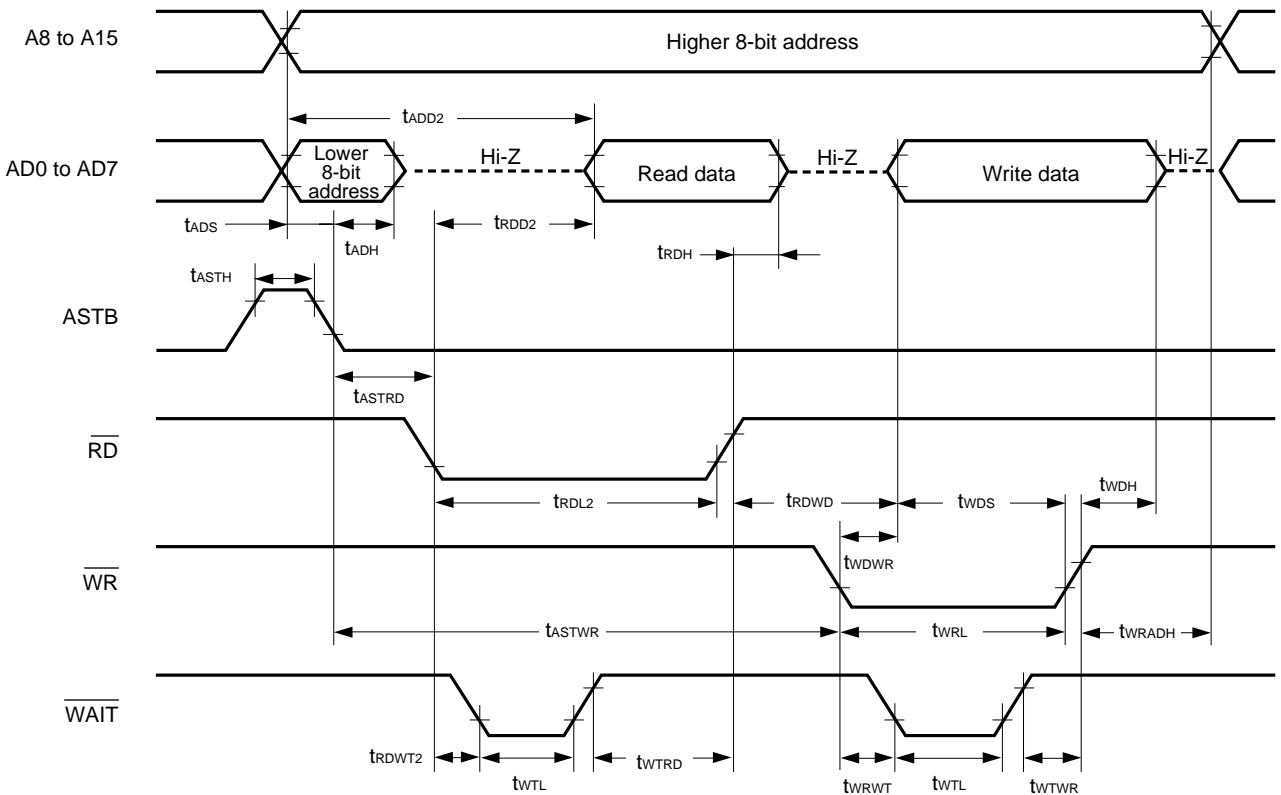 A8 to A15
Higher 8-bit address
tADD2
AD0 to AD7
Lower
8-bit
address
Hi-Z
Read data
Hi-Z
Write data
Hi-Z
tADS
tADH
tRDD2
tRDH
tASTH
ASTB
tASTRD
RD
tRDL2
tRDWD
tWDS
tWDH
WR
tWDWR
tASTWR
tWRL
tWRADH
WAIT
tRDWT2
tWTL
tWTRD
tWRWT
tWTL
tWTWR